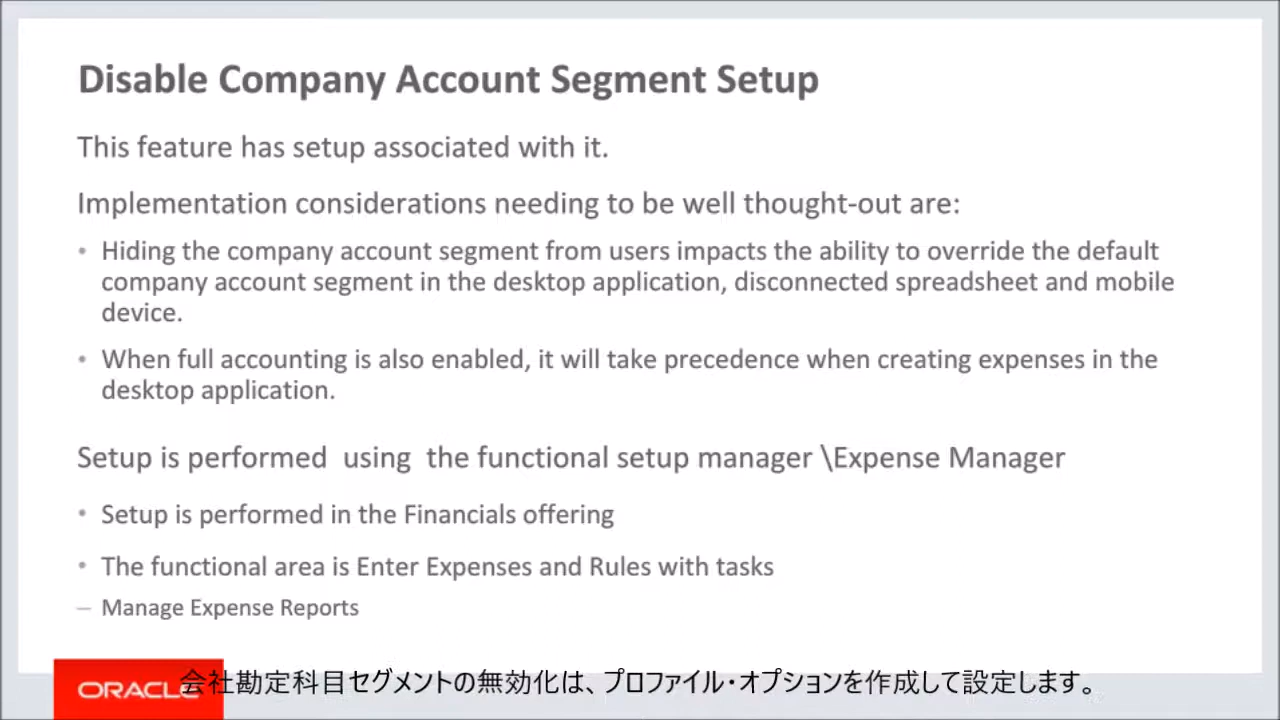 Disable Company Account Segment Setup
This feature has setup associated with it.
Implementation considerations needing to be well thought-out are:
• Hiding the company account segment from users impacts the ability to override the default
company account segment in the desktop application, disconnected spreadsheet and mobile
device.
• When full accounting is also enabled, it will take precedence when creating expenses in the
desktop application.
Setup is performed  using  the functional setup manager \Expense Manager
• Setup is performed in the Financials offering
• The functional area is Enter Expenses and Rules with tasks
– Manage Expense Reports
ORACLE
会社勘定科目セグメントの無効化は、プロファイル・オプションを作成して設定します。